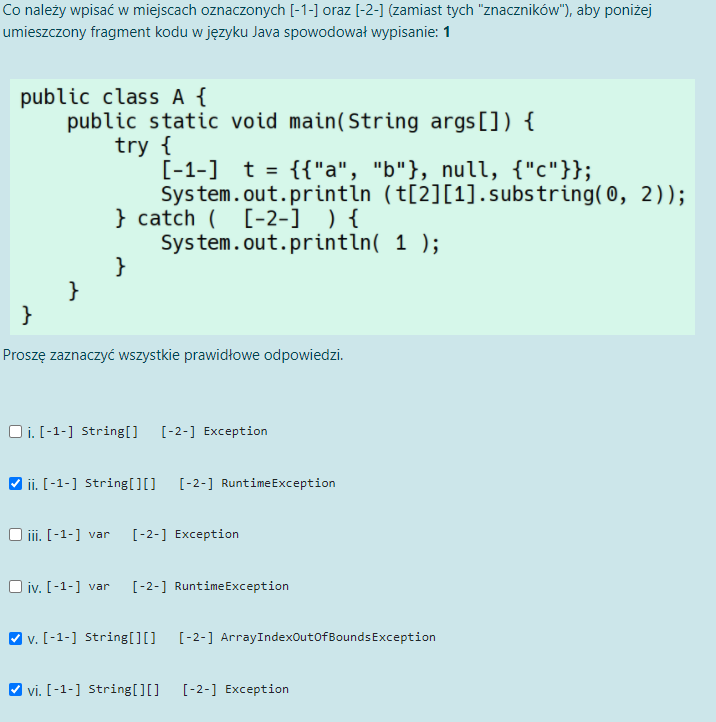 Co należy wpisać w miejscach oznaczonych [-1-] oraz [-2-] (zamiast tych "znaczników"), aby poniżej
umieszczony fragment kodu w języku Java spowodował wypisanie: 1
public class A {
    public static void main(String args[]) {
        try {
            [-1-]  t = {{"a", "b"}, null, {"c"}};
            System.out.println (t[2][1].substring(0, 2));
        } catch (  [-2-]  ) {
            System.out.println( 1 );
        }
    }
}
Proszę zaznaczyć wszystkie prawidłowe odpowiedzi.
i. [-1-] String[]   [-2-] Exception
ii. [-1-] String[][]   [-2-] RuntimeException
iii. [-1-] var   [-2-] Exception
iv. [-1-] var   [-2-] RuntimeException
v. [-1-] String[][]   [-2-] ArrayIndexOutOfBoundsException
vi. [-1-] String[][]   [-2-] Exception